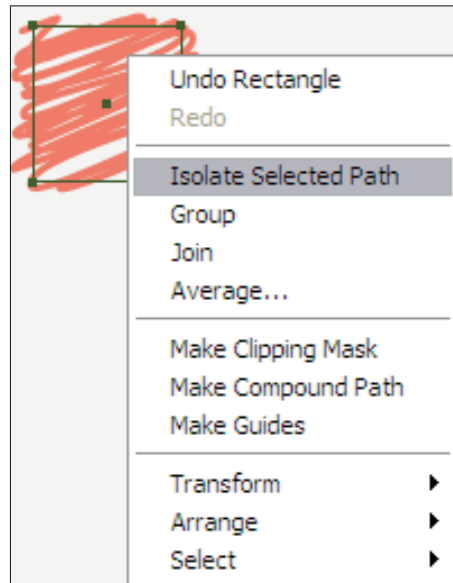 Undo Rectangle
Redo
Isolate Selected Path
Group
Join
Average...
Make Clipping Mask
Make Compound Path
Make Guides
Transform
Arrange
Select